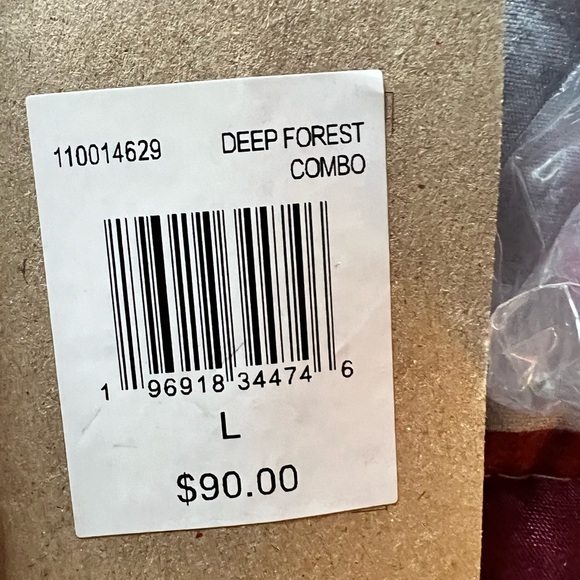 110014629 DEEP FOREST
COMBO
1 96918 34474 6
L
$90.00